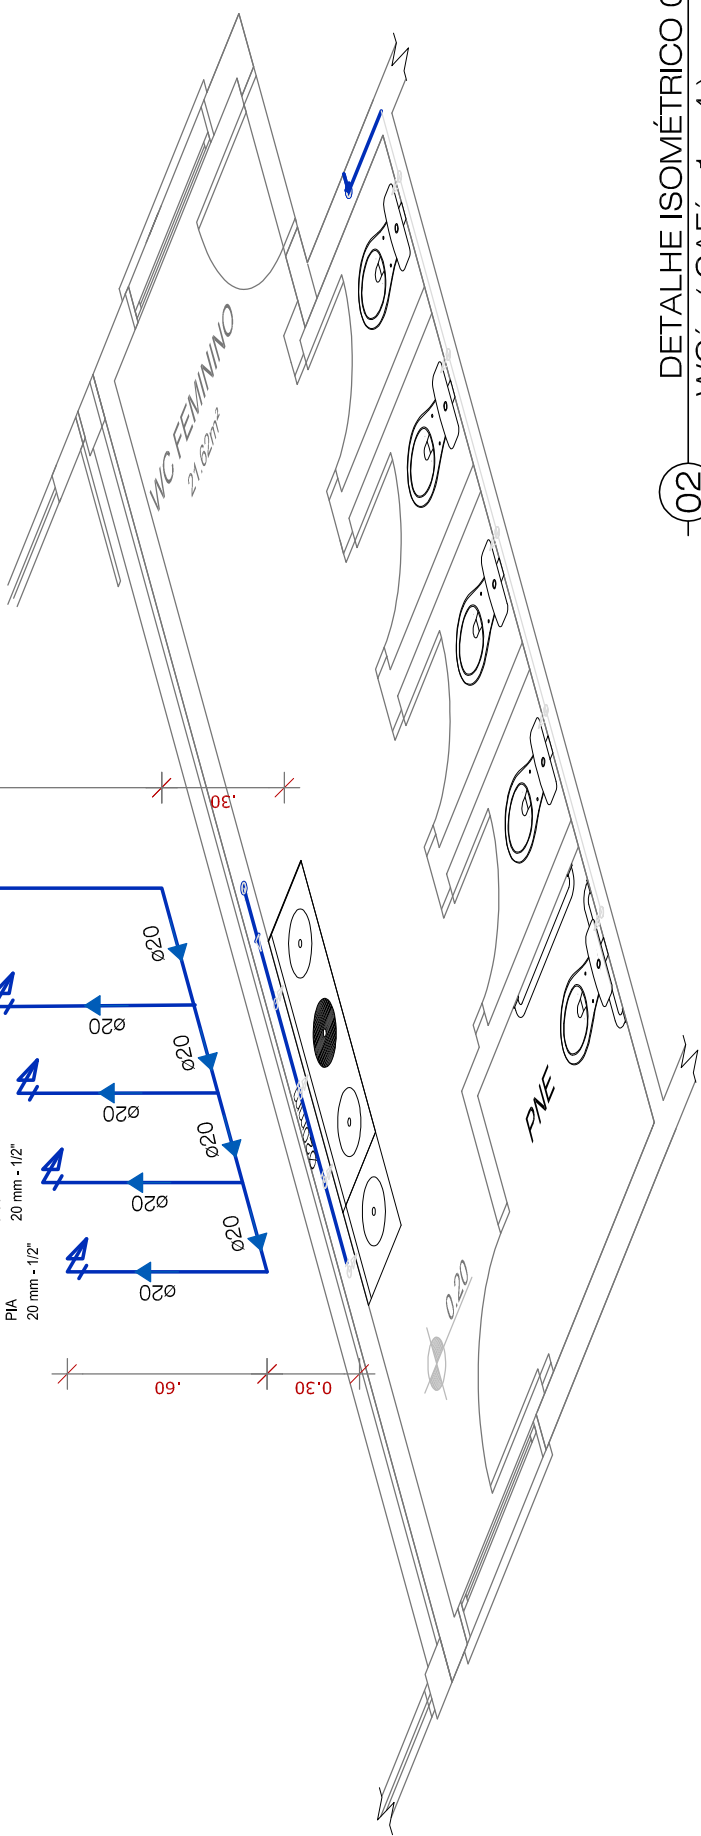 DETALHE ISOMÉTRICO
02
WC FEMININO
21.62m²
PNE
0.20
.30
.60
0.30
PIA
20 mm - 1/2"
20 mm - 1/2"
ø20
ø20
ø20
ø20
ø20
ø20
ø20
ø20